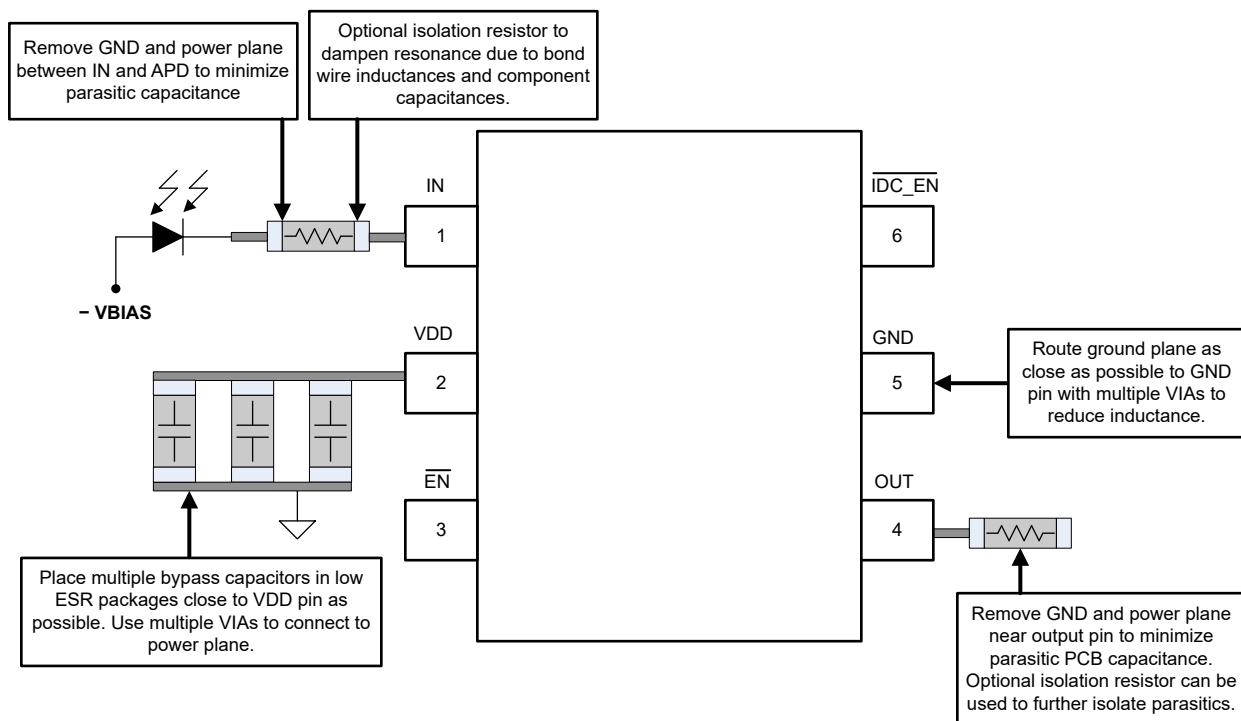 Remove GND and power plane
between IN and APD to minimize
parasitic capacitance
Optional isolation resistor to
dampen resonance due to bond
wire inductances and component
capacitances.
IN
1
IDC_EN
6
− VBIAS
VDD
2
GND
5
Route ground plane as
close as possible to GND
pin with multiple VIAs to
reduce inductance.
EN
3
OUT
4
Place multiple bypass capacitors in low
ESR packages close to VDD pin as
possible. Use multiple VIAs to connect to
power plane.
Remove GND and power plane
near output pin to minimize
parasitic PCB capacitance.
Optional isolation resistor can be
used to further isolate parasitics.